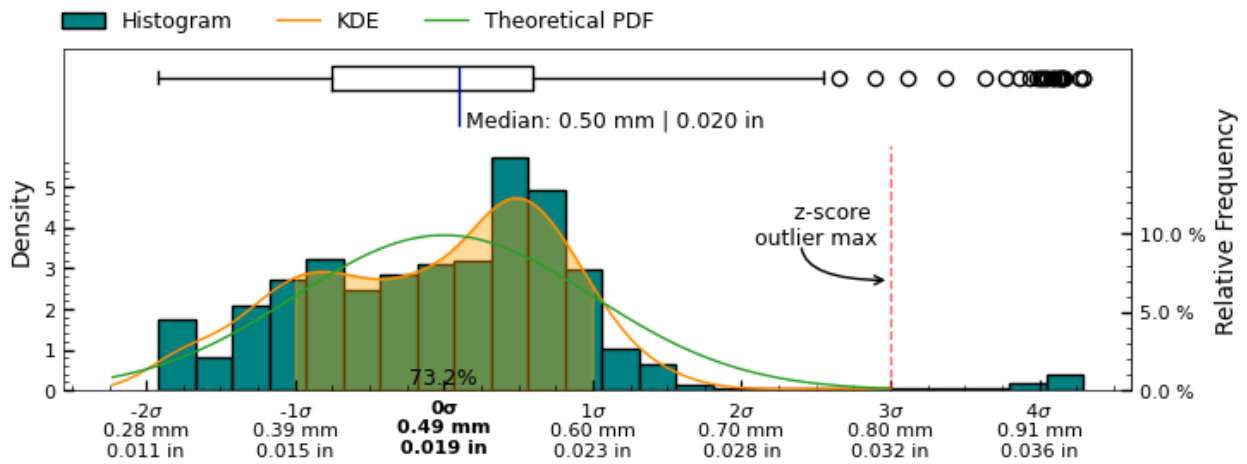 Histogram KDE Theoretical PDF
Median: 0.50 mm | 0.020 in
Density
5
4
3
2
1
0
z-score
outlier max
73.2%
Relative Frequency
10.0 %
5.0 %
0.0 %
-2σ -1σ 0σ 1σ 2σ 3σ 4σ
0.28 mm 0.39 mm 0.49 mm 0.60 mm 0.70 mm 0.80 mm 0.91 mm
0.011 in 0.015 in 0.019 in 0.023 in 0.028 in 0.032 in 0.036 in